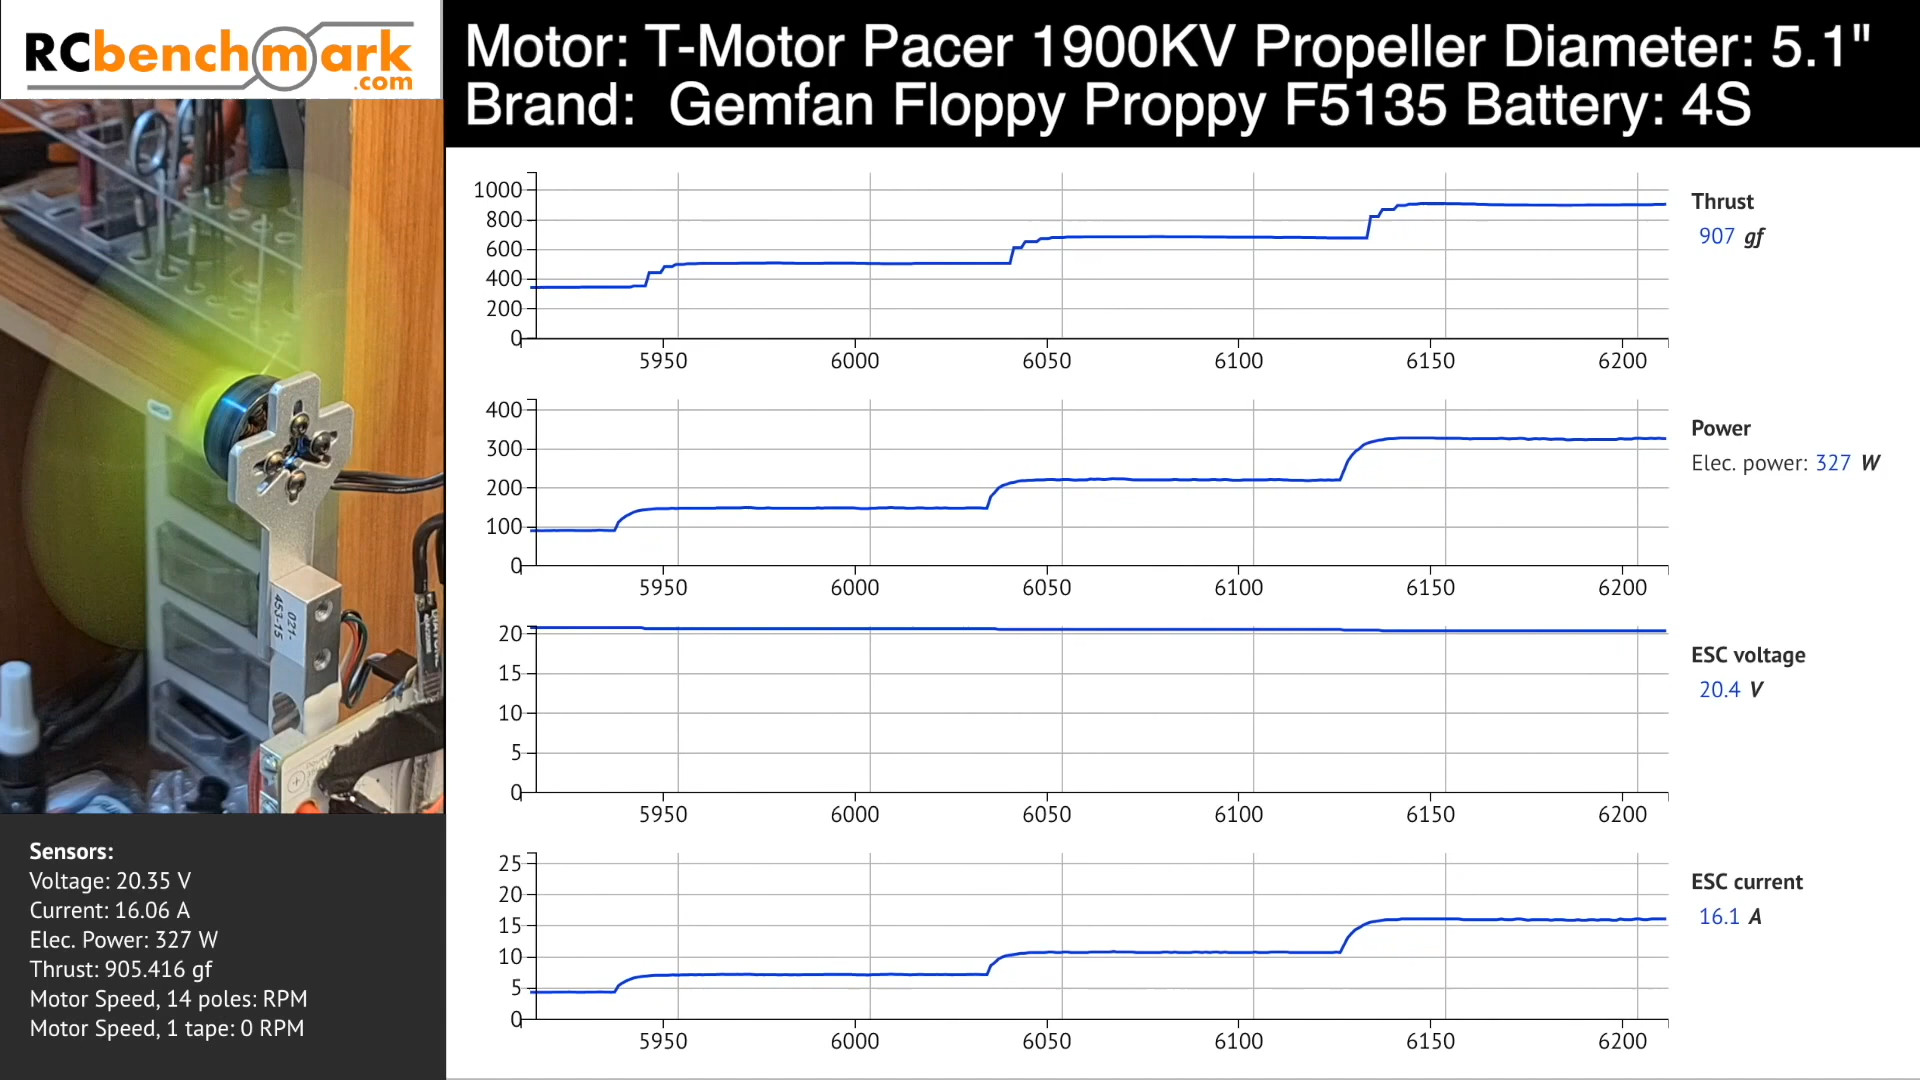 RCbenchmark
.com
Motor: T-Motor Pacer 1900KV Propeller Diameter: 5.1"
Brand: Gemfan Floppy Proppy F5135 Battery: 4S
1000
800
600
400
200
0
5950 6000 6050 6100 6150 6200
Thrust
907 gf
400
300
200
100
0
5950 6000 6050 6100 6150 6200
Power
Elec. power: 327 W
20
15
10
5
0
5950 6000 6050 6100 6150 6200
ESC voltage
20.4 V
25
20
15
10
5
0
5950 6000 6050 6100 6150 6200
ESC current
16.1 A
021-
453-15
Sensors:
Voltage: 20.35 V
Current: 16.06 A
Elec. Power: 327 W
Thrust: 905.416 gf
Motor Speed, 14 poles: RPM
Motor Speed, 1 tape: 0 RPM